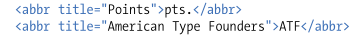 <abbr title="Points">pts.</abbr>
<abbr title="American Type Founders">ATF</abbr>